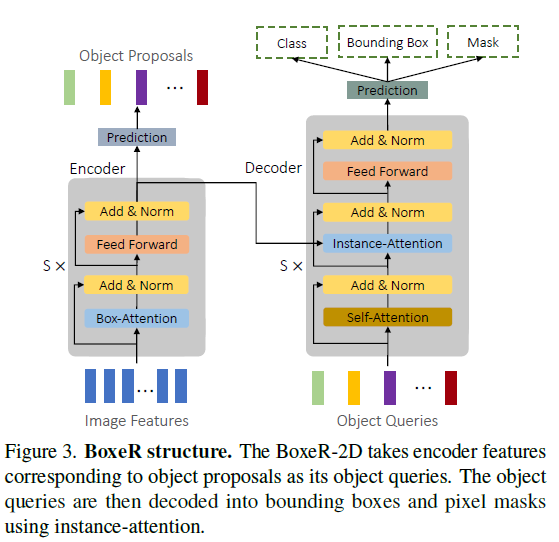 Object Proposals
...
Prediction
Encoder
Add & Norm
Feed Forward
S ×
Add & Norm
Box-Attention
...
Image Features
Class
Bounding Box
Mask
Prediction
Decoder
Add & Norm
Feed Forward
Add & Norm
Instance-Attention
S ×
Add & Norm
Self-Attention
...
Object Queries
Figure 3. BoxeR structure. The BoxeR-2D takes encoder features
corresponding to object proposals as its object queries. The object
queries are then decoded into bounding boxes and pixel masks
using instance-attention.